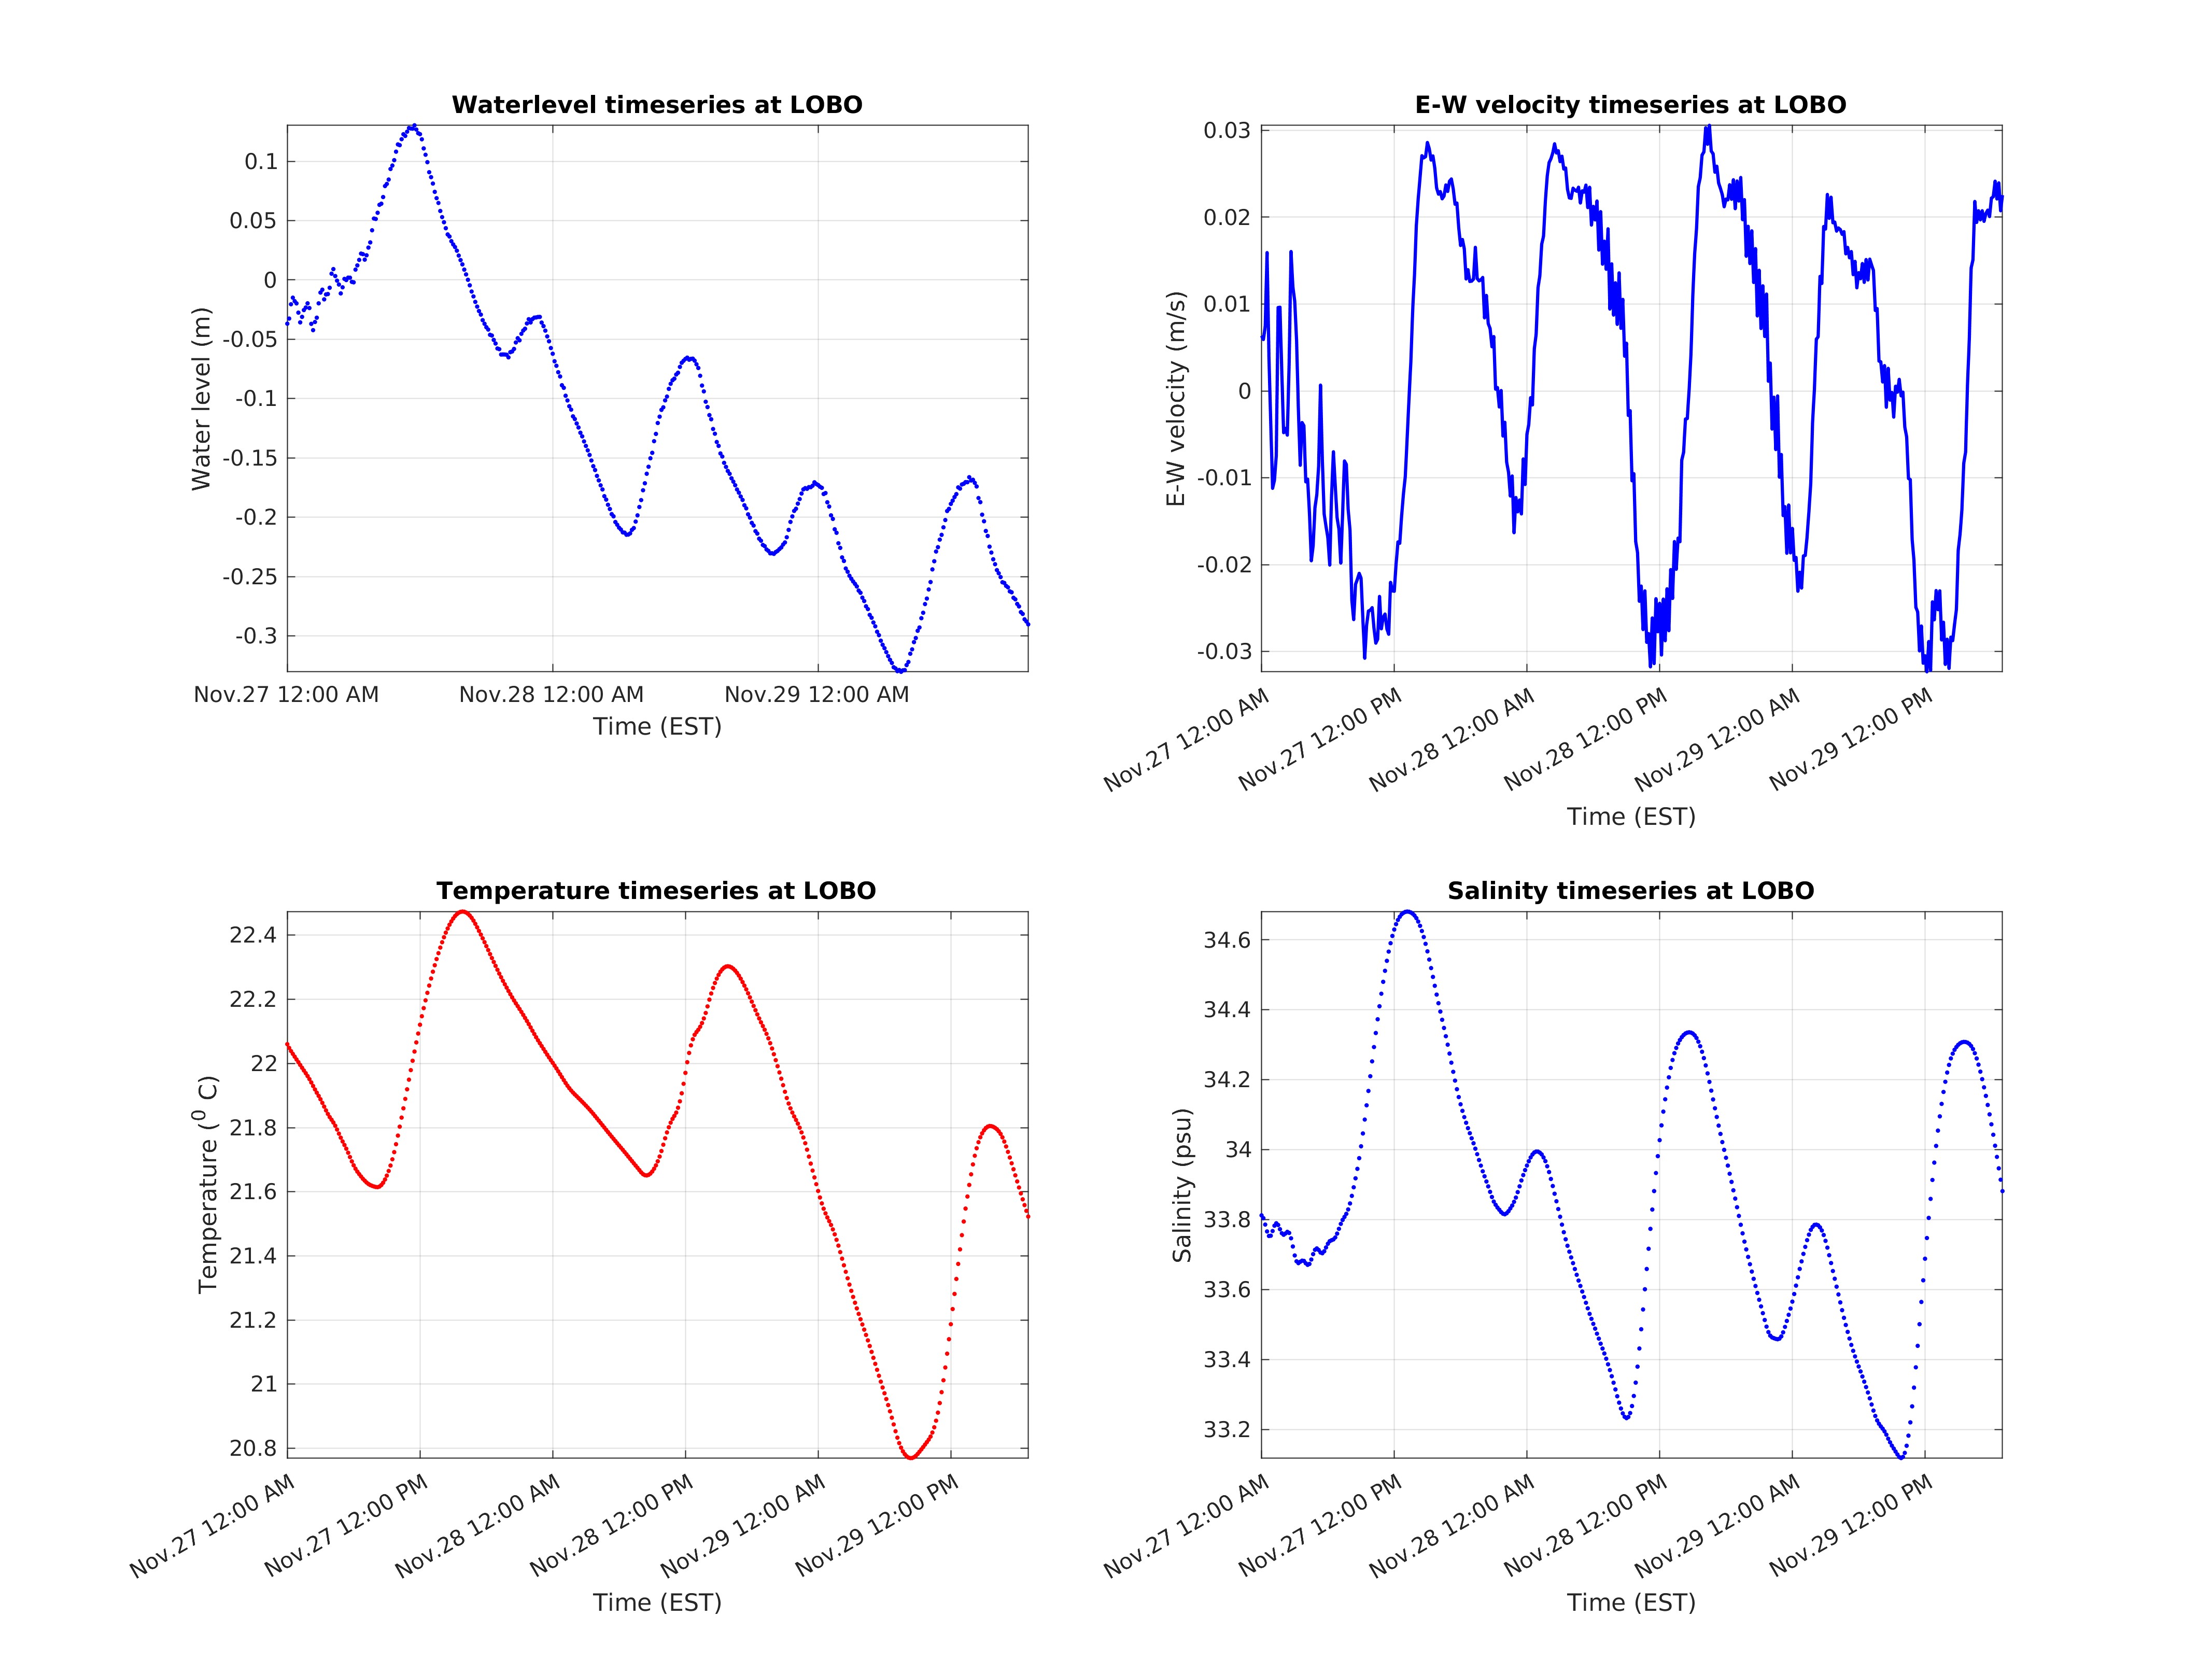 Waterlevel timeseries at LOBO
0.1
0.05
0
-0.05
-0.1
-0.15
-0.2
-0.25
-0.3
Water level (m)
Nov.27 12:00 AM Nov.28 12:00 AM Nov.29 12:00 AM
Time (EST)
E-W velocity timeseries at LOBO
0.03
0.02
0.01
0
-0.01
-0.02
-0.03
E-W velocity (m/s)
Nov.27 12:00 AM
Nov.27 12:00 PM
Nov.28 12:00 AM
Nov.28 12:00 PM
Nov.29 12:00 AM
Nov.29 12:00 PM
Time (EST)
Temperature timeseries at LOBO
22.4
22.2
22
21.8
21.6
21.4
21.2
21
20.8
Temperature (⁰ C)
Nov.27 12:00 AM
Nov.27 12:00 PM
Nov.28 12:00 AM
Nov.28 12:00 PM
Nov.29 12:00 AM
Nov.29 12:00 PM
Time (EST)
Salinity timeseries at LOBO
34.6
34.4
34.2
34
33.8
33.6
33.4
33.2
Salinity (psu)
Nov.27 12:00 AM
Nov.27 12:00 PM
Nov.28 12:00 AM
Nov.28 12:00 PM
Nov.29 12:00 AM
Nov.29 12:00 PM
Time (EST)